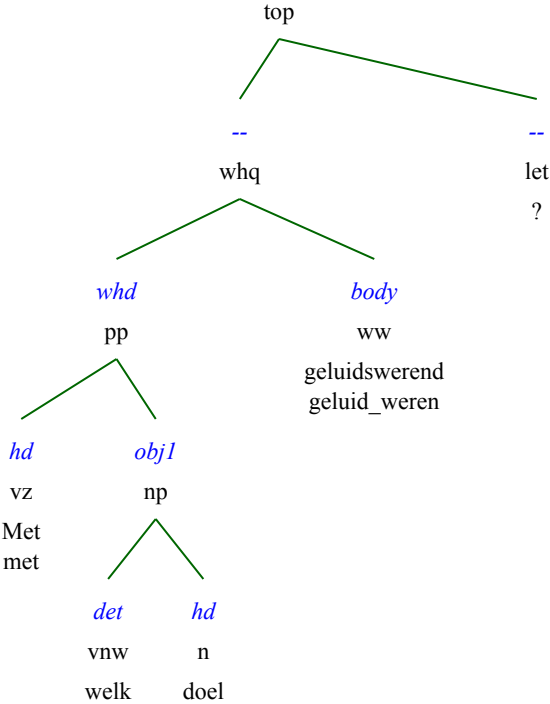 top
-- --
whq let
?
whd body
pp ww
geluidswerend
geluid_weren
hd obj1
vz np
Met
met
det hd
vnw n
welk doel